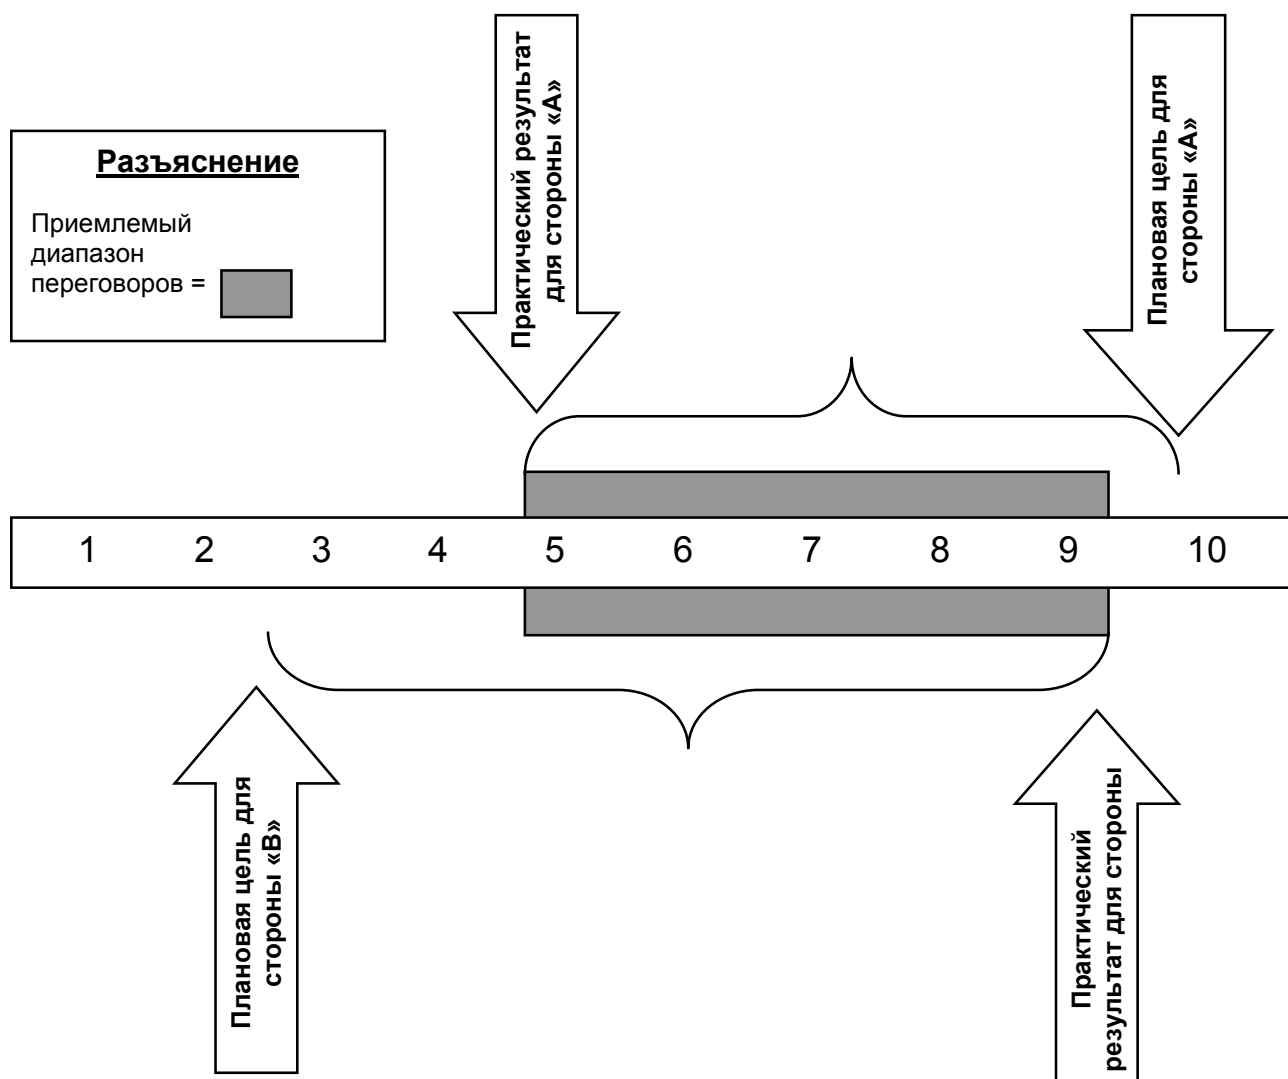 Практический результат
для стороны «А»
Плановая цель для
стороны «А»
Разъяснение
Приемлемый
диапазон
переговоров =
1 2 3 4 5 6 7 8 9 10
Плановая цель для
стороны «В»
Практический
результат для стороны